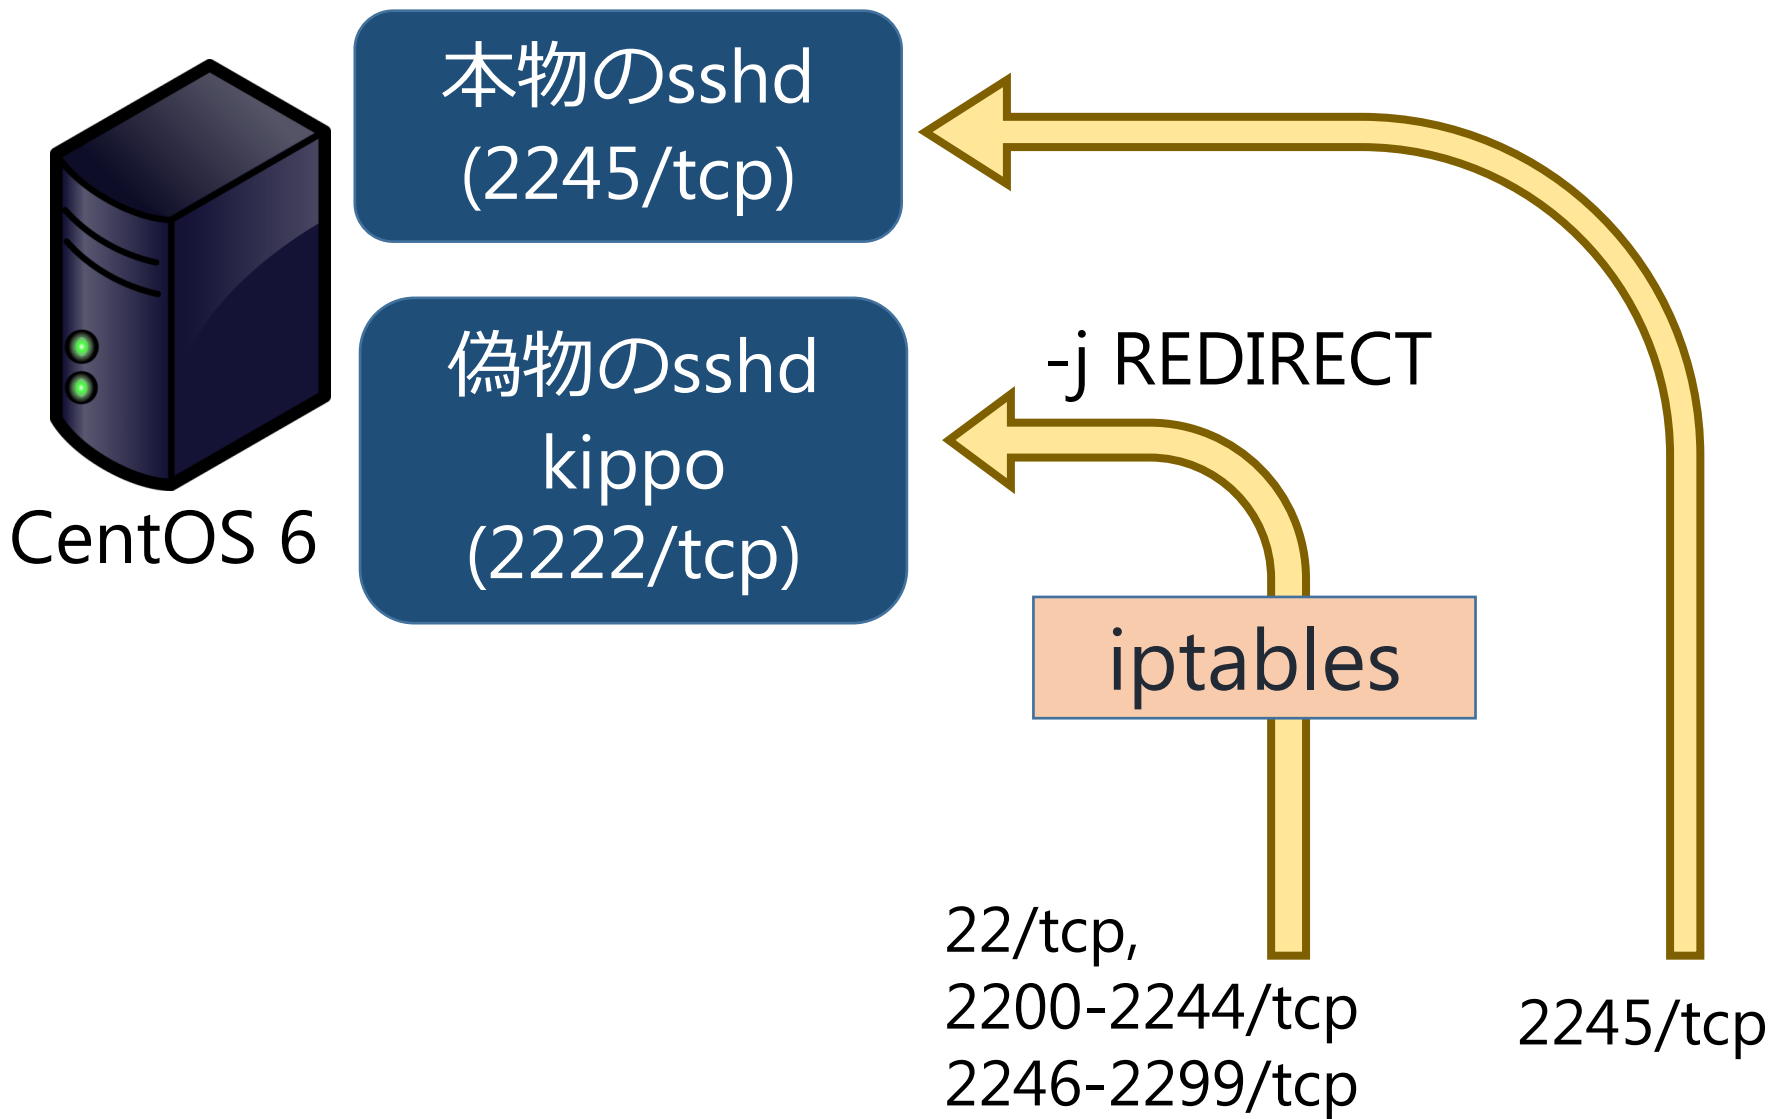 本物のsshd
(2245/tcp)
偽物のsshd
kippo
(2222/tcp)
CentOS 6
-j REDIRECT
iptables
22/tcp,
2200-2244/tcp
2246-2299/tcp
2245/tcp